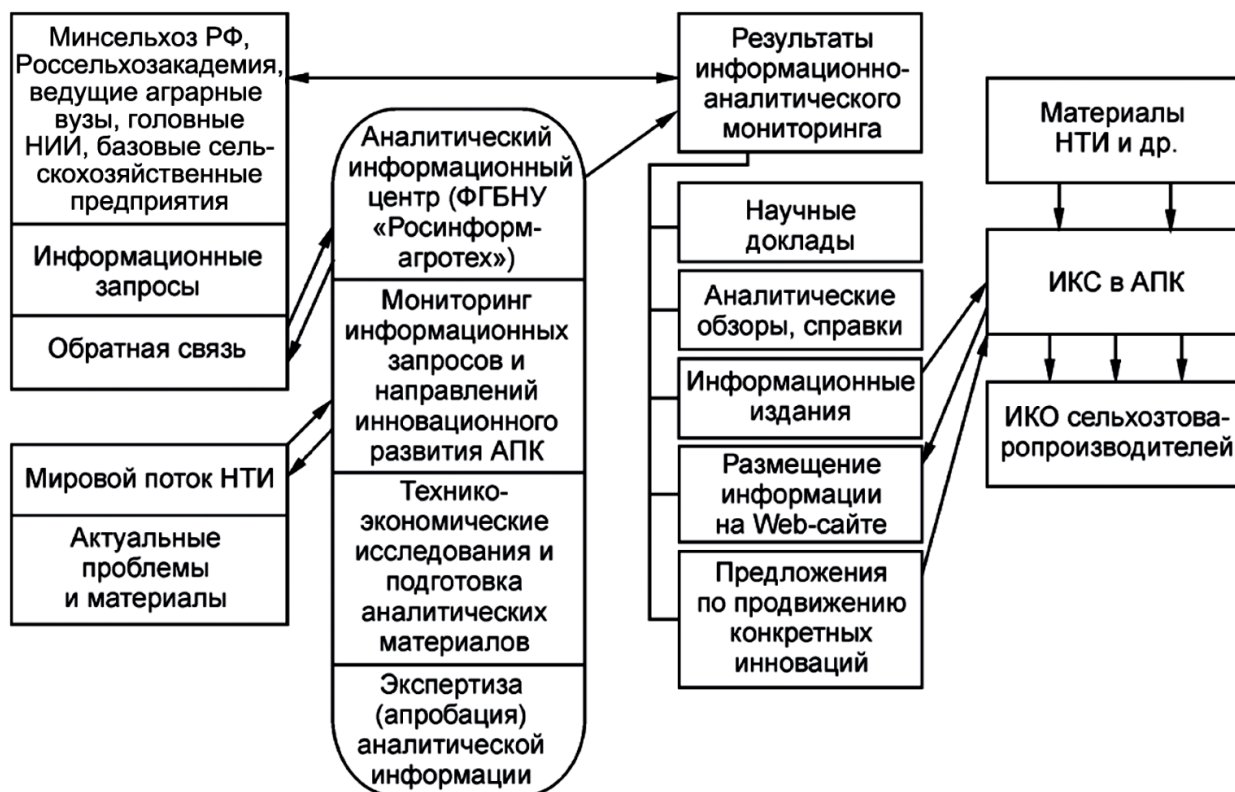 Минсельхоз РФ,
Россельхозакадемия,
ведущие аграрные
вузы, головные
НИИ, базовые сель-
скохозяйственные
предприятия
Информационные
запросы
Обратная связь
Мировой поток НТИ
Актуальные
проблемы
и материалы
Аналитический
информационный
центр (ФГБНУ
«Росинформ-
агротех»)
Мониторинг
информационных
запросов и
направлений
инновационного
развития АПК
Технико-
экономические
исследования и
подготовка
аналитических
материалов
Экспертиза
(апробация)
аналитической
информации
Результаты
информационно-
аналитического
мониторинга
Научные
доклады
Аналитические
обзоры, справки
Информационные
издания
Размещение
информации
на Web-сайте
Предложения
по продвижению
конкретных
инноваций
Материалы
НТИ и др.
ИКС в АПК
ИКО сельхозтова-
ропроизводителей